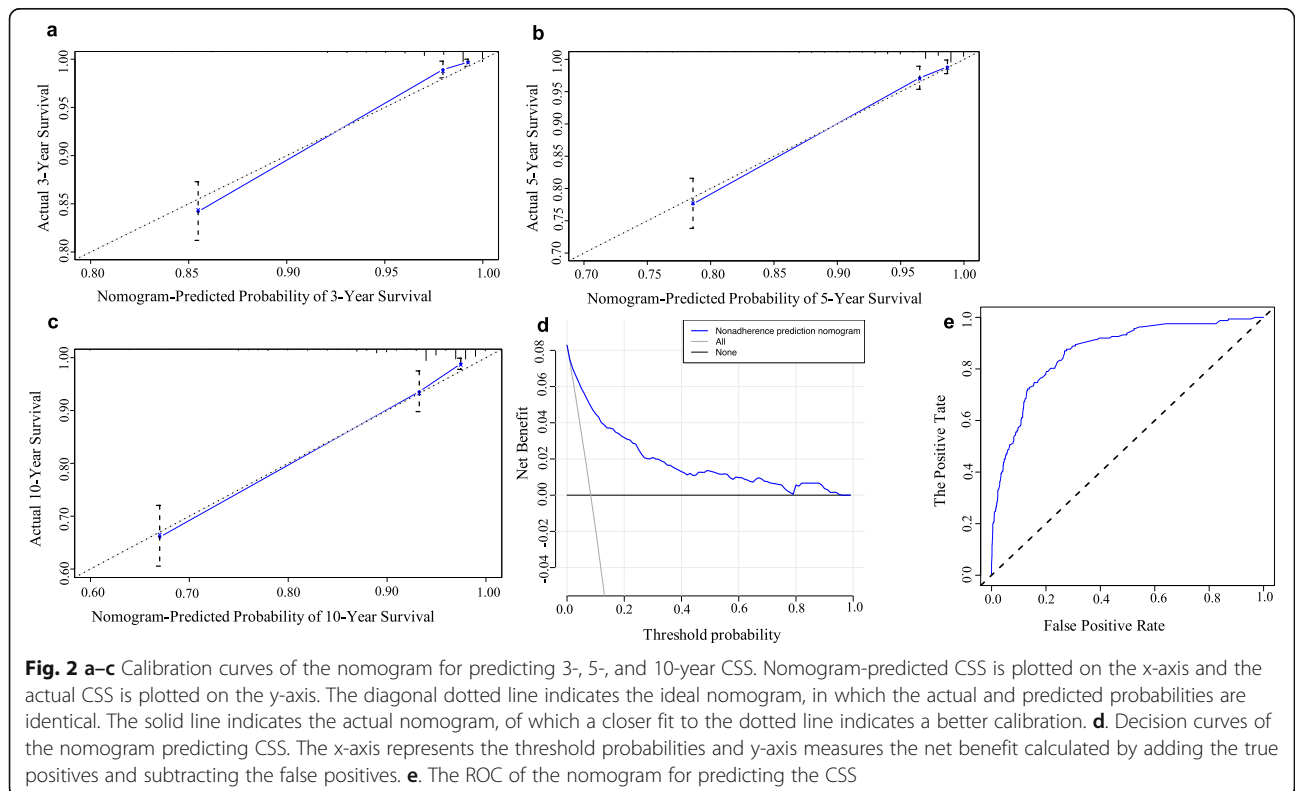 a
Actual 3-Year Survival
1.00
0.95
0.90
0.85
0.80
0.80 0.85 0.90 0.95 1.00
Nomogram-Predicted Probability of 3-Year Survival
b
Actual 5-Year Survival
1.00
0.90
0.80
0.75
0.70
0.70 0.75 0.80 0.85 0.90 0.95 1.00
Nomogram-Predicted Probability of 5-Year Survival
c
Actual 10-Year Survival
1.00
0.90
0.80
0.70
0.60
0.60 0.70 0.80 0.90 1.00
Nomogram-Predicted Probability of 10-Year Survival
d
Nonadherence prediction nomogram
All
None
Net Benefit
0.08
0.06
0.04
0.02
0.00
-0.02
-0.04
0.0 0.2 0.4 0.6 0.8 1.0
Threshold probability
e
The Positive Tate
1.0
0.8
0.6
0.4
0.2
0.0
0.0 0.2 0.4 0.6 0.8 1.0
False Positive Rate
Fig. 2 a–c Calibration curves of the nomogram for predicting 3-, 5-, and 10-year CSS. Nomogram-predicted CSS is plotted on the x-axis and the
actual CSS is plotted on the y-axis. The diagonal dotted line indicates the ideal nomogram, in which the actual and predicted probabilities are
identical. The solid line indicates the actual nomogram, of which a closer fit to the dotted line indicates a better calibration. d. Decision curves of
the nomogram predicting CSS. The x-axis represents the threshold probabilities and y-axis measures the net benefit calculated by adding the true
positives and subtracting the false positives. e. The ROC of the nomogram for predicting the CSS